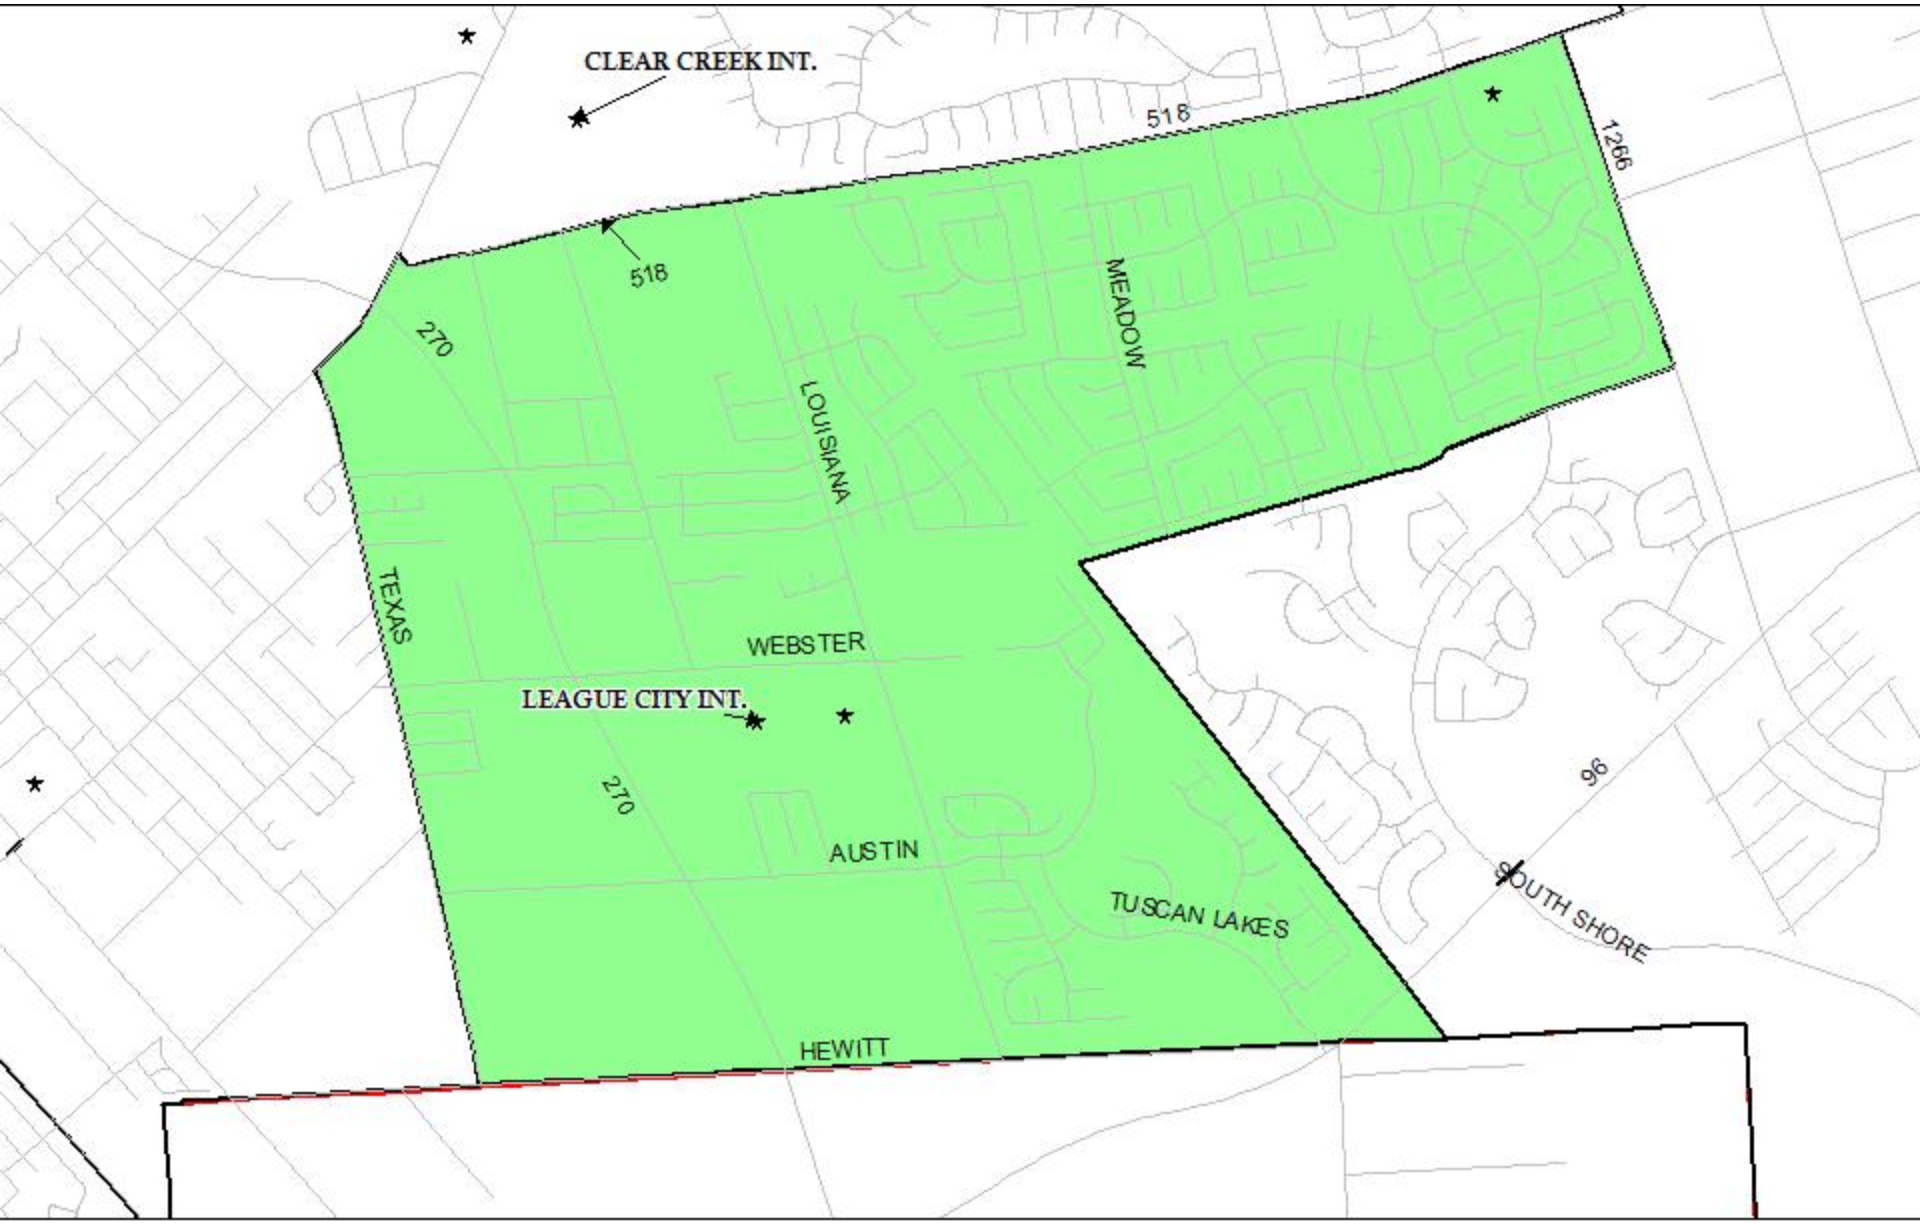 CLEAR CREEK INT.
518
1266
518
MEADOW
270
LOUISIANA
TEXAS
WEBSTER
LEAGUE CITY INT.
270
96
AUSTIN
SOUTH SHORE
TUSCAN LAKES
HEWITT